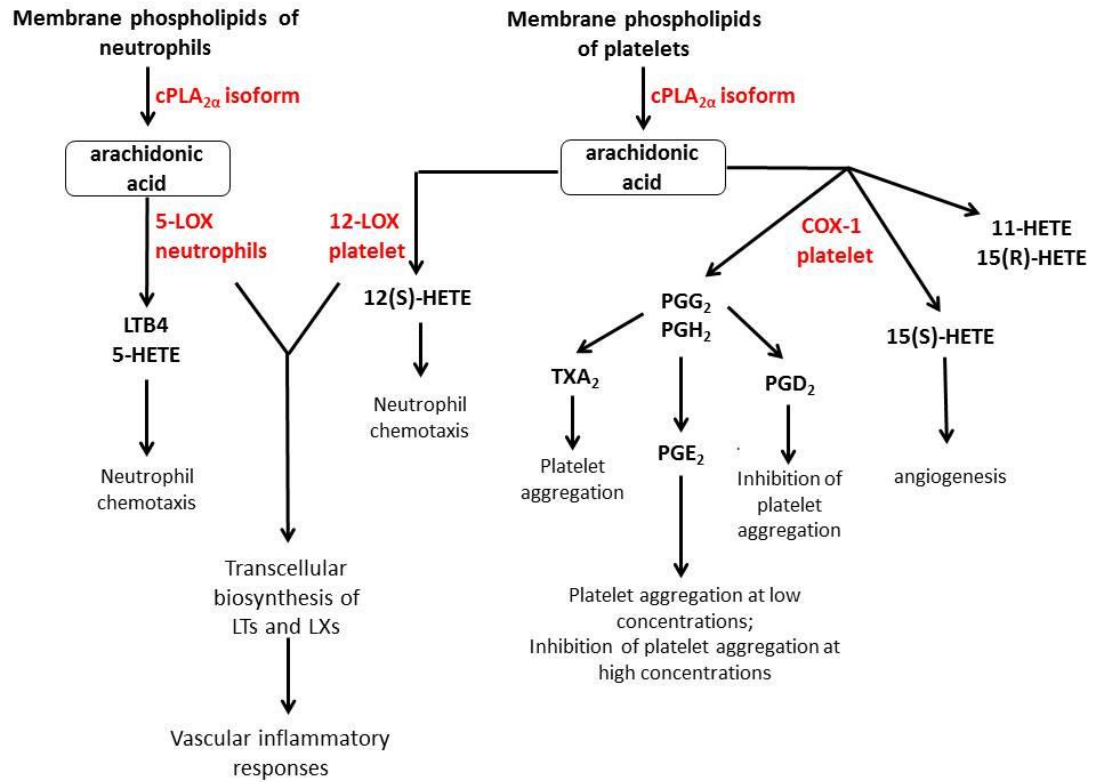 Membrane phospholipids of
neutrophils
cPLA2α isoform
arachidonic
acid
5-LOX
neutrophils
LTB4
5-HETE
Neutrophil
chemotaxis
Membrane phospholipids
of platelets
cPLA2α isoform
arachidonic
acid
12-LOX
platelet
12(S)-HETE
Neutrophil
chemotaxis
Transcellular
biosynthesis of
LTs and LXs
Vascular inflammatory
responses
COX-1
platelet
PGG2
PGH2
TXA2
Platelet
aggregation
PGE2
Platelet aggregation at low
concentrations;
Inhibition of platelet aggregation at
high concentrations
PGD2
Inhibition of
platelet
aggregation
11-HETE
15(R)-HETE
15(S)-HETE
angiogenesis